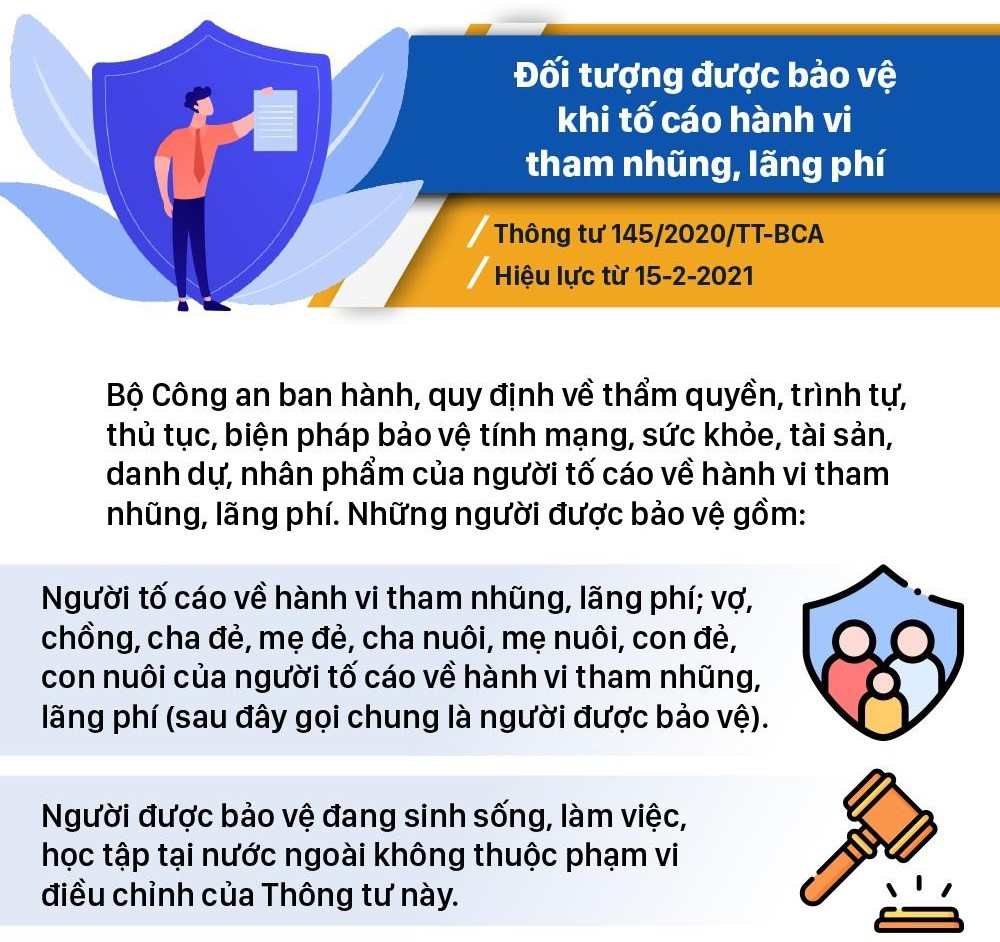 Đối tượng được bảo vệ
khi tố cáo hành vi
tham nhũng, lãng phí
Thông tư 145/2020/TT-BCA
Hiệu lực từ 15-2-2021
Bộ Công an ban hành, quy định về thẩm quyền, trình tự,
thủ tục, biện pháp bảo vệ tính mạng, sức khỏe, tài sản,
danh dự, nhân phẩm của người tố cáo về hành vi tham
nhũng, lãng phí. Những người được bảo vệ gồm:
Người tố cáo về hành vi tham nhũng, lãng phí; vợ,
chồng, cha đẻ, mẹ đẻ, cha nuôi, mẹ nuôi, con đẻ,
con nuôi của người tố cáo về hành vi tham nhũng,
lãng phí (sau đây gọi chung là người được bảo vệ).
Người được bảo vệ đang sinh sống, làm việc,
học tập tại nước ngoài không thuộc phạm vi
điều chỉnh của Thông tư này.